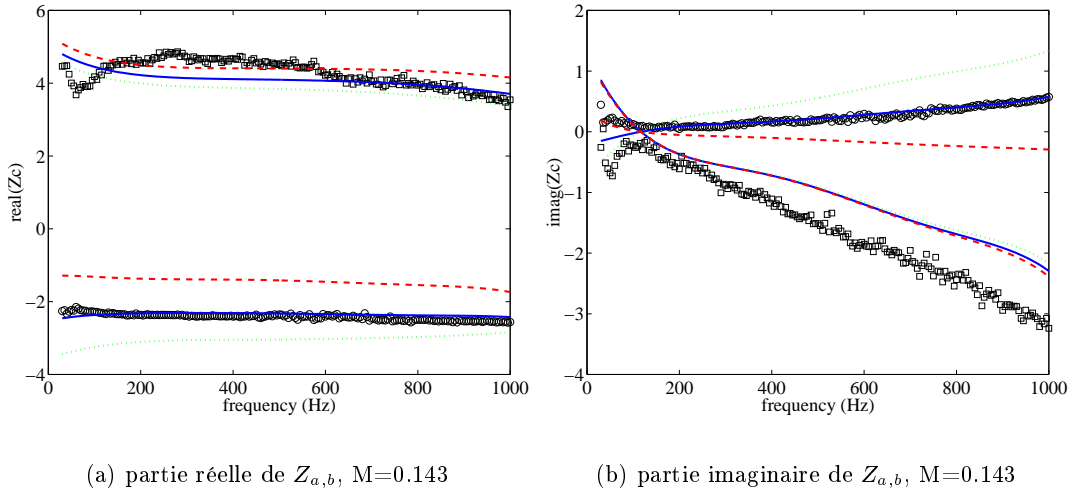 6
4
2
0
−2
−4
real(Zc)
0 200 400 600 800 1000
frequency (Hz)
2
1
0
−1
−2
−3
−4
imag(Zc)
0 200 400 600 800 1000
frequency (Hz)
(a) partie réelle de Z_{a,b}, M=0.143
(b) partie imaginaire de Z_{a,b}, M=0.143